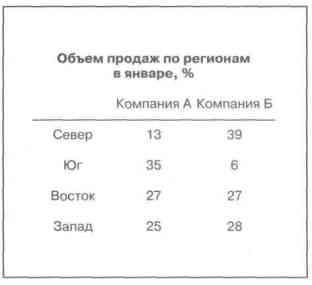 Объем продаж по регионам
в январе, %
Компания А Компания Б
Север 13 39
Юг 35 6
Восток 27 27
Запад 25 28